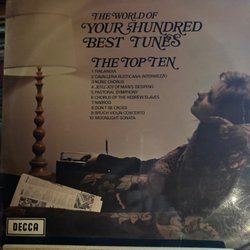 THE WORLD OF
YOUR HUNDRED
BEST TUNES
THE TOP TEN
1 FINLANDIA
2 CAVALLERIA RUSTICANA INTERMEZZO
3 NUNS' CHORUS
4 JESU JOY OF MAN'S DESIRING
5 PASTORAL SYMPHONY
6 CHORUS OF THE HEBREW SLAVES
7 NIMROD
8 DON'T BE CROSS
9 BRUCH VIOLIN CONCERTO
10 MOONLIGHT SONATA
DECCA